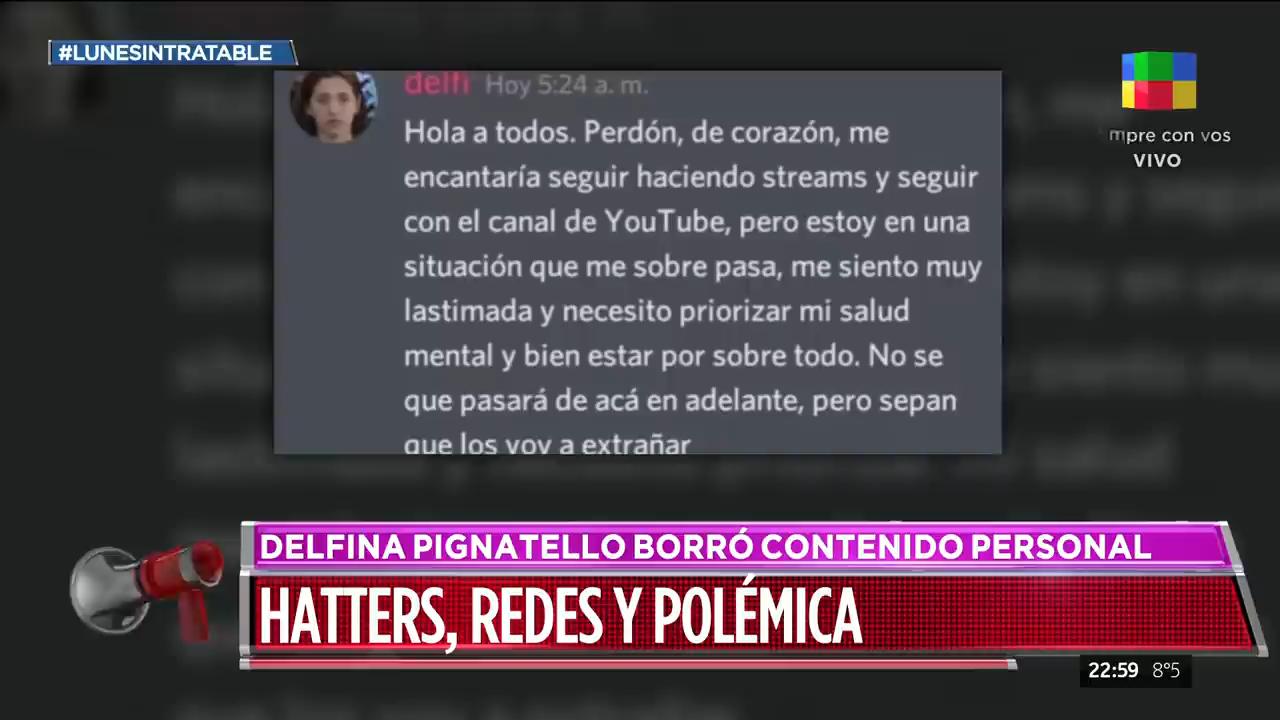 #LUNESINTRATABLE
delfi Hoy 5:24 a. m.
Hola a todos. Perdón, de corazón, me
encantaría seguir haciendo streams y seguir
con el canal de YouTube, pero estoy en una
situación que me sobre pasa, me siento muy
lastimada y necesito priorizar mi salud
mental y bien estar por sobre todo. No se
que pasará de acá en adelante, pero sepan
que los voy a extrañar
mpre con vos
VIVO
DELFINA PIGNATELLO BORRÓ CONTENIDO PERSONAL
HATTERS, REDES Y POLÉMICA
22:59 8°5